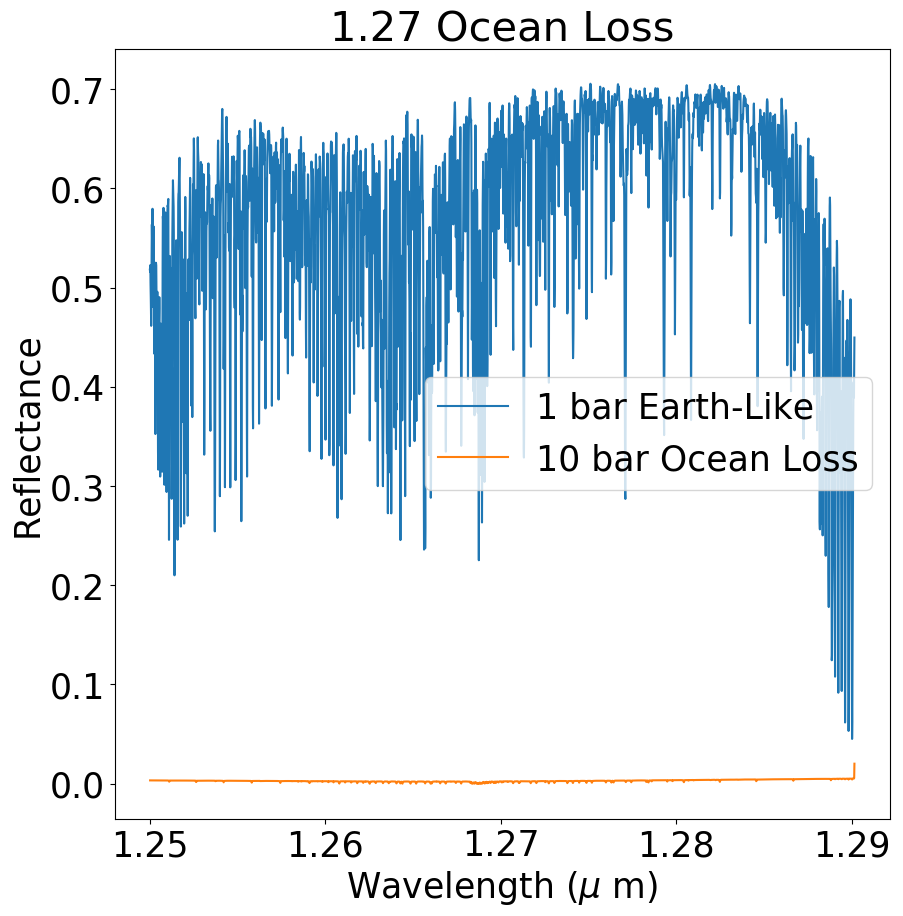 1.27 Ocean Loss
Reflectance
0.7
0.6
0.5
0.4
0.3
0.2
0.1
0.0
1 bar Earth-Like
10 bar Ocean Loss
1.25 1.26 1.27 1.28 1.29
Wavelength (μ m)